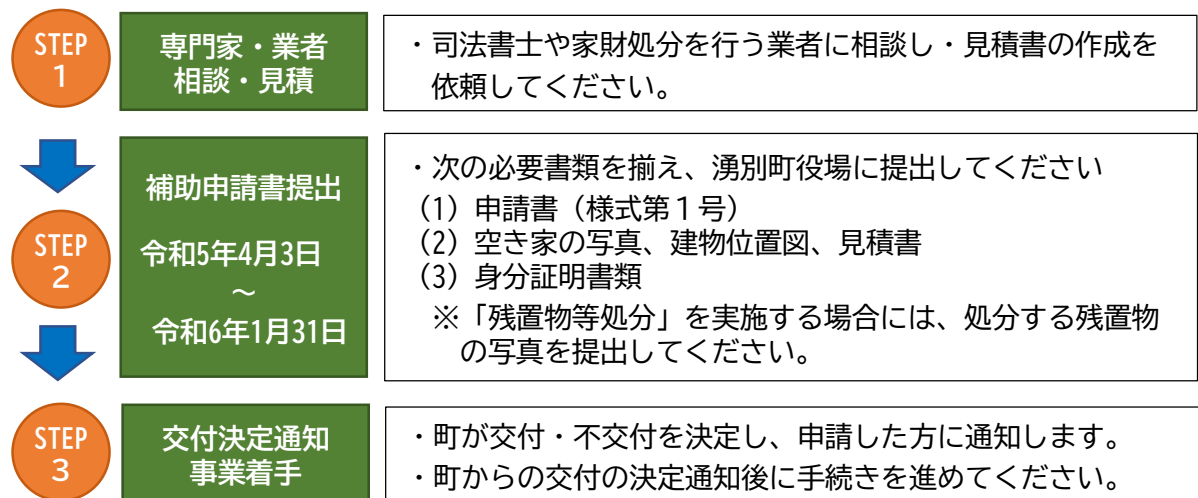 STEP
1
専門家・業者
相談・見積
・司法書士や家財処分を行う業者に相談し・見積書の作成を
依頼してください。
STEP
2
補助申請書提出
令和5年4月3日
～
令和6年1月31日
・次の必要書類を揃え、湧別町役場に提出してください
(1) 申請書（様式第１号）
(2) 空き家の写真、建物位置図、見積書
(3) 身分証明書類
※「残置物等処分」を実施する場合には、処分する残置物
の写真を提出してください。
STEP
3
交付決定通知
事業着手
・町が交付・不交付を決定し、申請した方に通知します。
・町からの交付の決定通知後に手続きを進めてください。